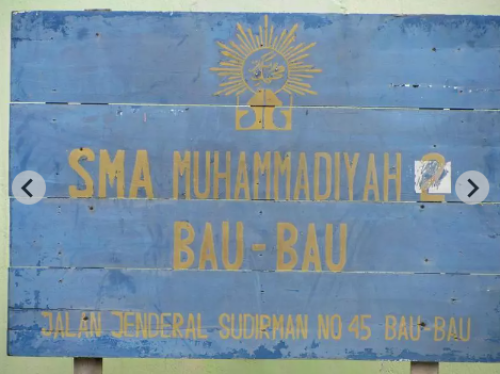 SMA MUHAMMADIYAH 2
BAU - BAU
JALAN JENDERAL SUDIRMAN NO 45 BAU - BAU